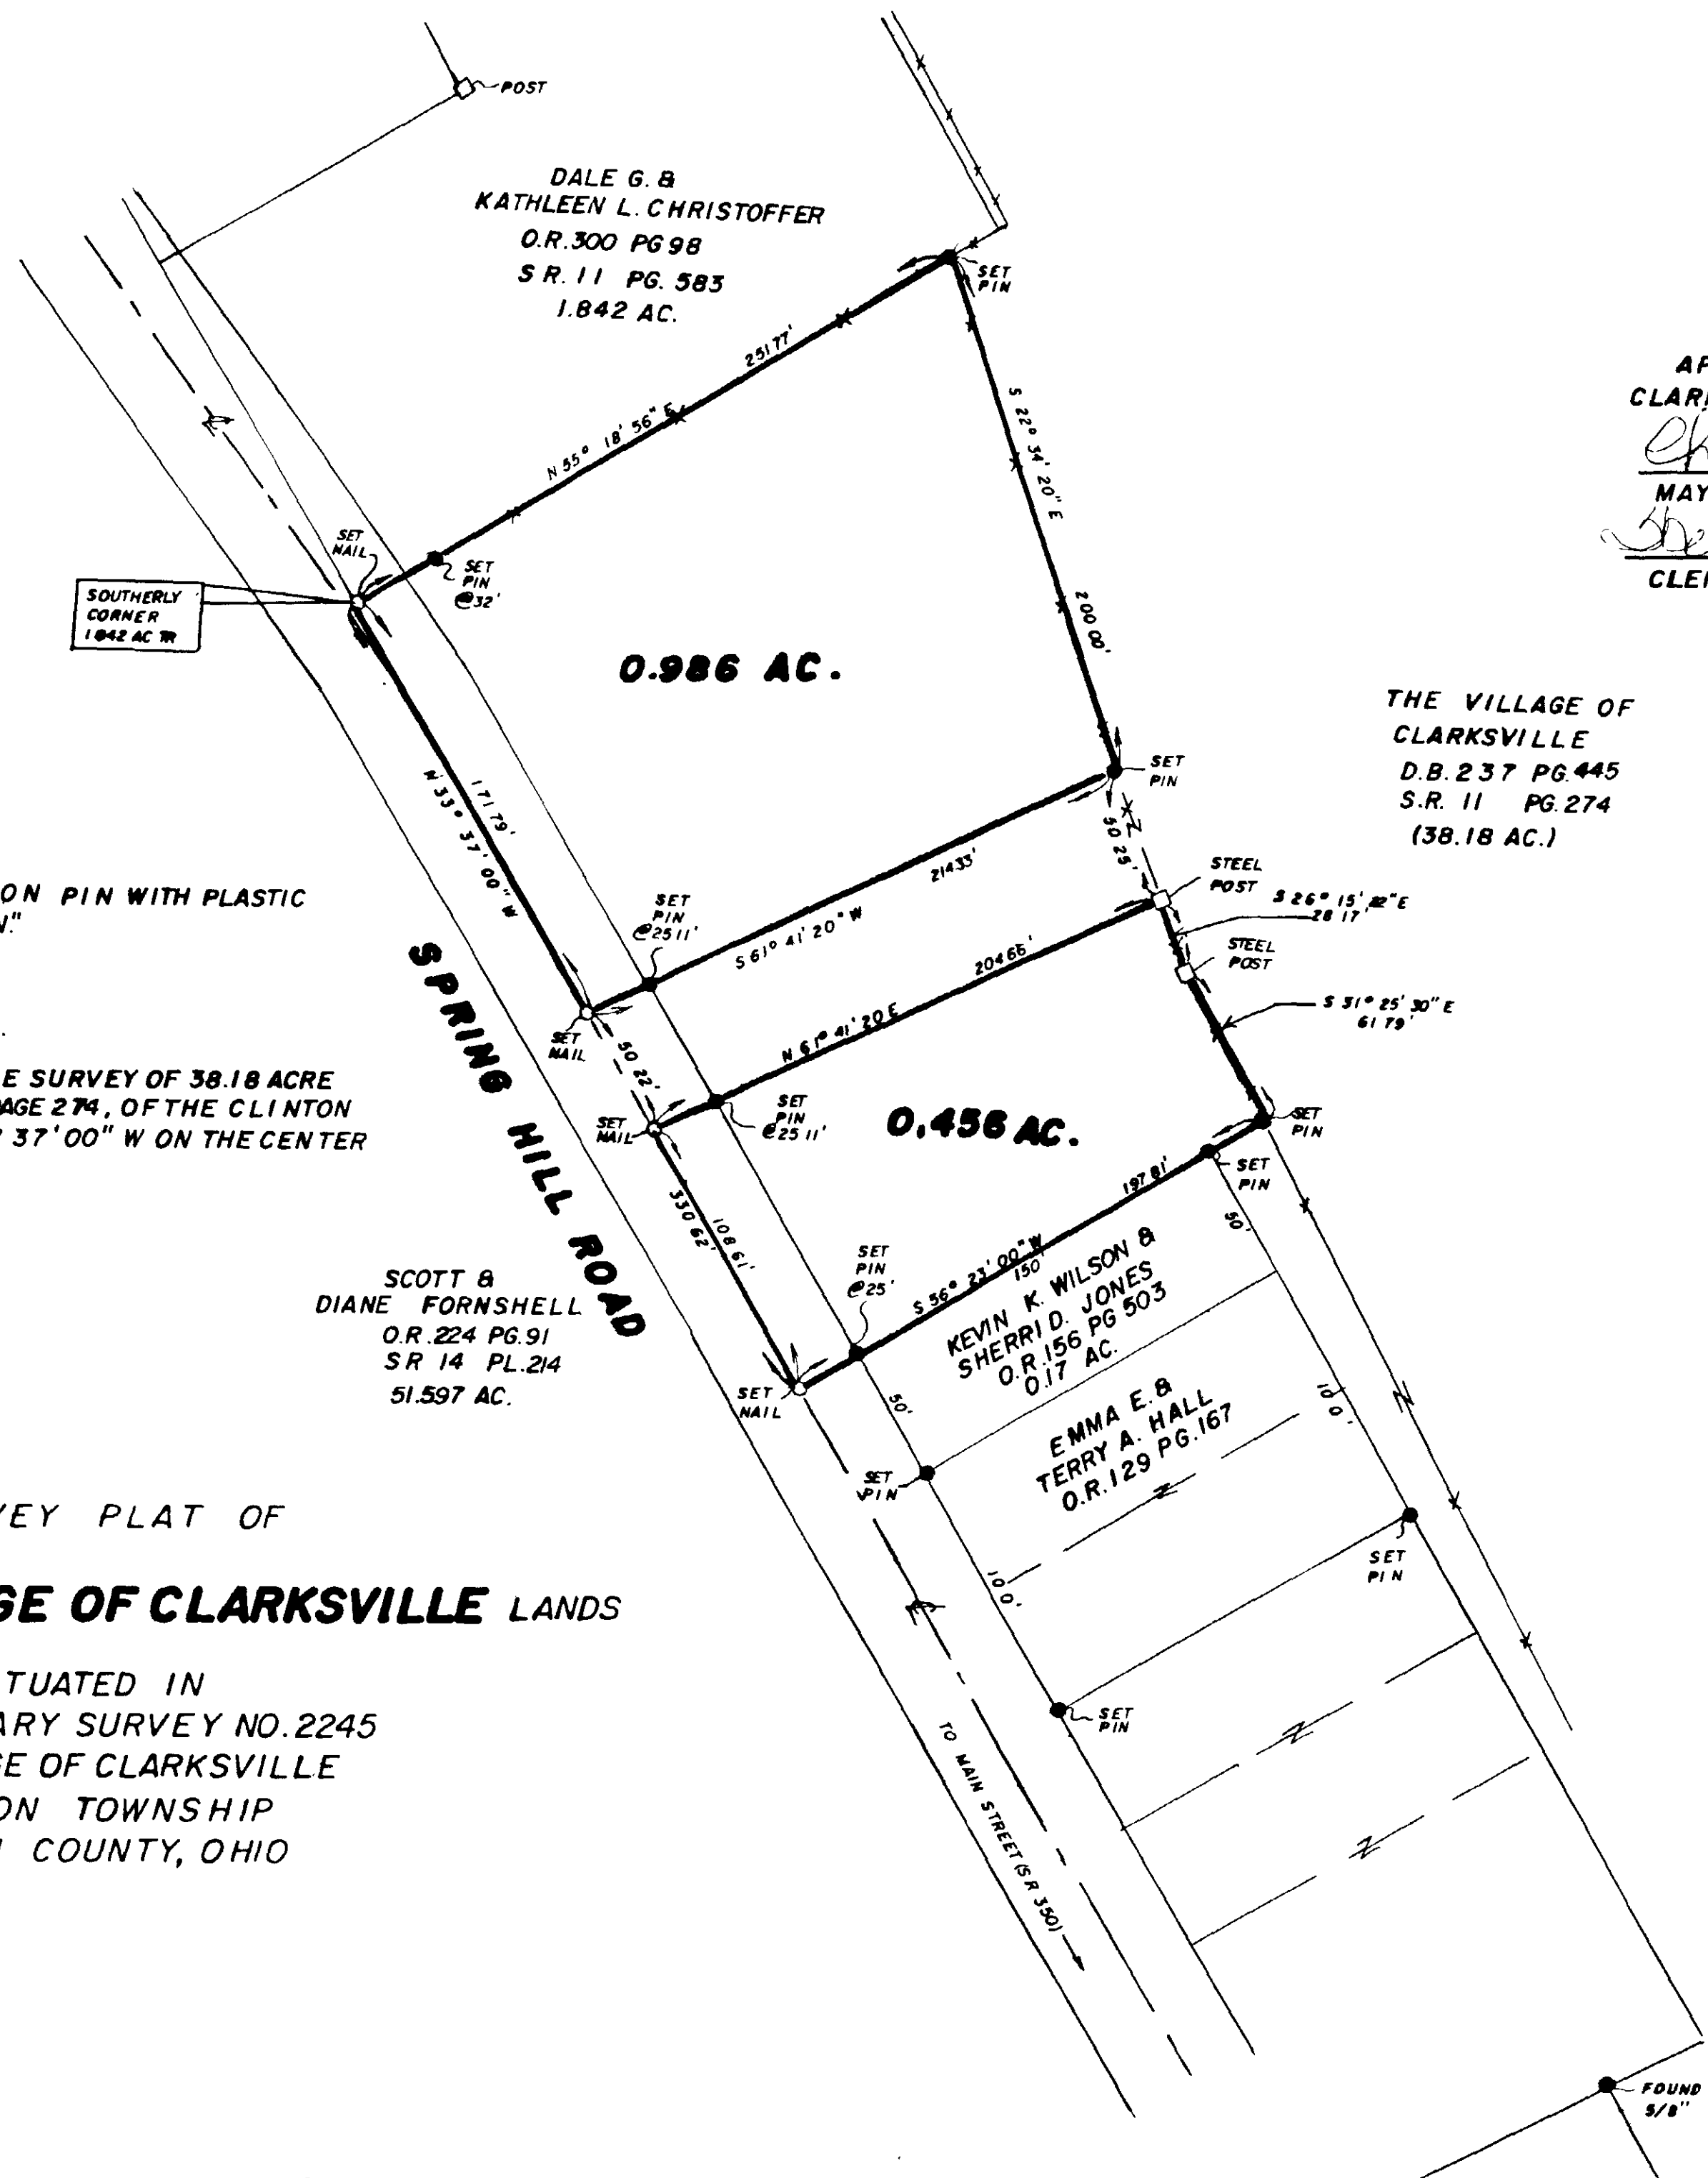 POST
DALE G. &
KATHLEEN L. CHRISTOFFER
O.R. 300 PG 98
S R. 11 PG. 583
1.842 AC.
SET
PIN
251 77'
N 55° 18' 56" E
S 22° 34' 20" E
200 00'
SET
NAIL
SET
PIN
@ 32'
SOUTHERLY
CORNER
1 842 AC TR
0.986 AC.
CLAR
MAY
CLE
THE VILLAGE OF
CLARKSVILLE
D.B. 237 PG. 445
S.R. 11 PG. 274
(38.18 AC.)
SET
PIN
50 25'
171 79'
N 33° 37' 00" W
214 33'
S 61° 41' 20" W
SET
PIN
@ 25 11'
STEEL
POST
S 26° 15' 22" E
28 17'
STEEL
POST
S 31° 25' 30" E
61 79'
ON PIN WITH PLASTIC
SPRING HILL ROAD
SET
NAIL
50 22'
204 66'
N 61° 41' 20 E
SET
NAIL
SET
PIN
@ 25 11'
0.456 AC.
SET
PIN
SET
PIN
E SURVEY OF 38.18 ACRE
AGE 274, OF THE CLINTON
37' 00" W ON THE CENTER
330 62'
108 61'
197 81'
S 56° 23' 00" W
150'
50'
SET
PIN
@ 25'
SCOTT &
DIANE FORNSHELL
O.R. 224 PG. 91
S R 14 PL. 214
51.597 AC.
KEVIN K. WILSON &
SHERRI D. JONES
O.R. 156 PG 503
0.17 AC.
SET
NAIL
50'
EMMA E. &
TERRY A. HALL
O.R. 129 PG. 167
100'
SET
PIN
100'
SET
PIN
VEY PLAT OF
GE OF CLARKSVILLE LANDS
TUATED IN
ARY SURVEY NO. 2245
GE OF CLARKSVILLE
ON TOWNSHIP
COUNTY, OHIO
SET
PIN
TO MAIN STREET (S R 350)
FOUND
5/8"